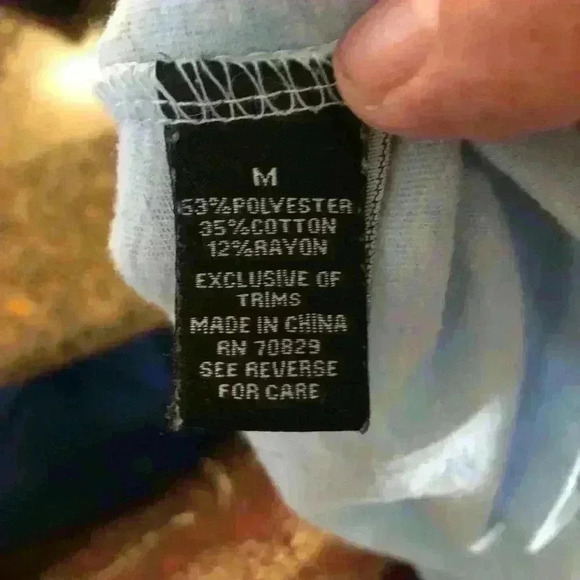 M
53%POLYESTER
35%COTTON
12%RAYON
EXCLUSIVE OF
TRIMS
MADE IN CHINA
RN 70829
SEE REVERSE
FOR CARE